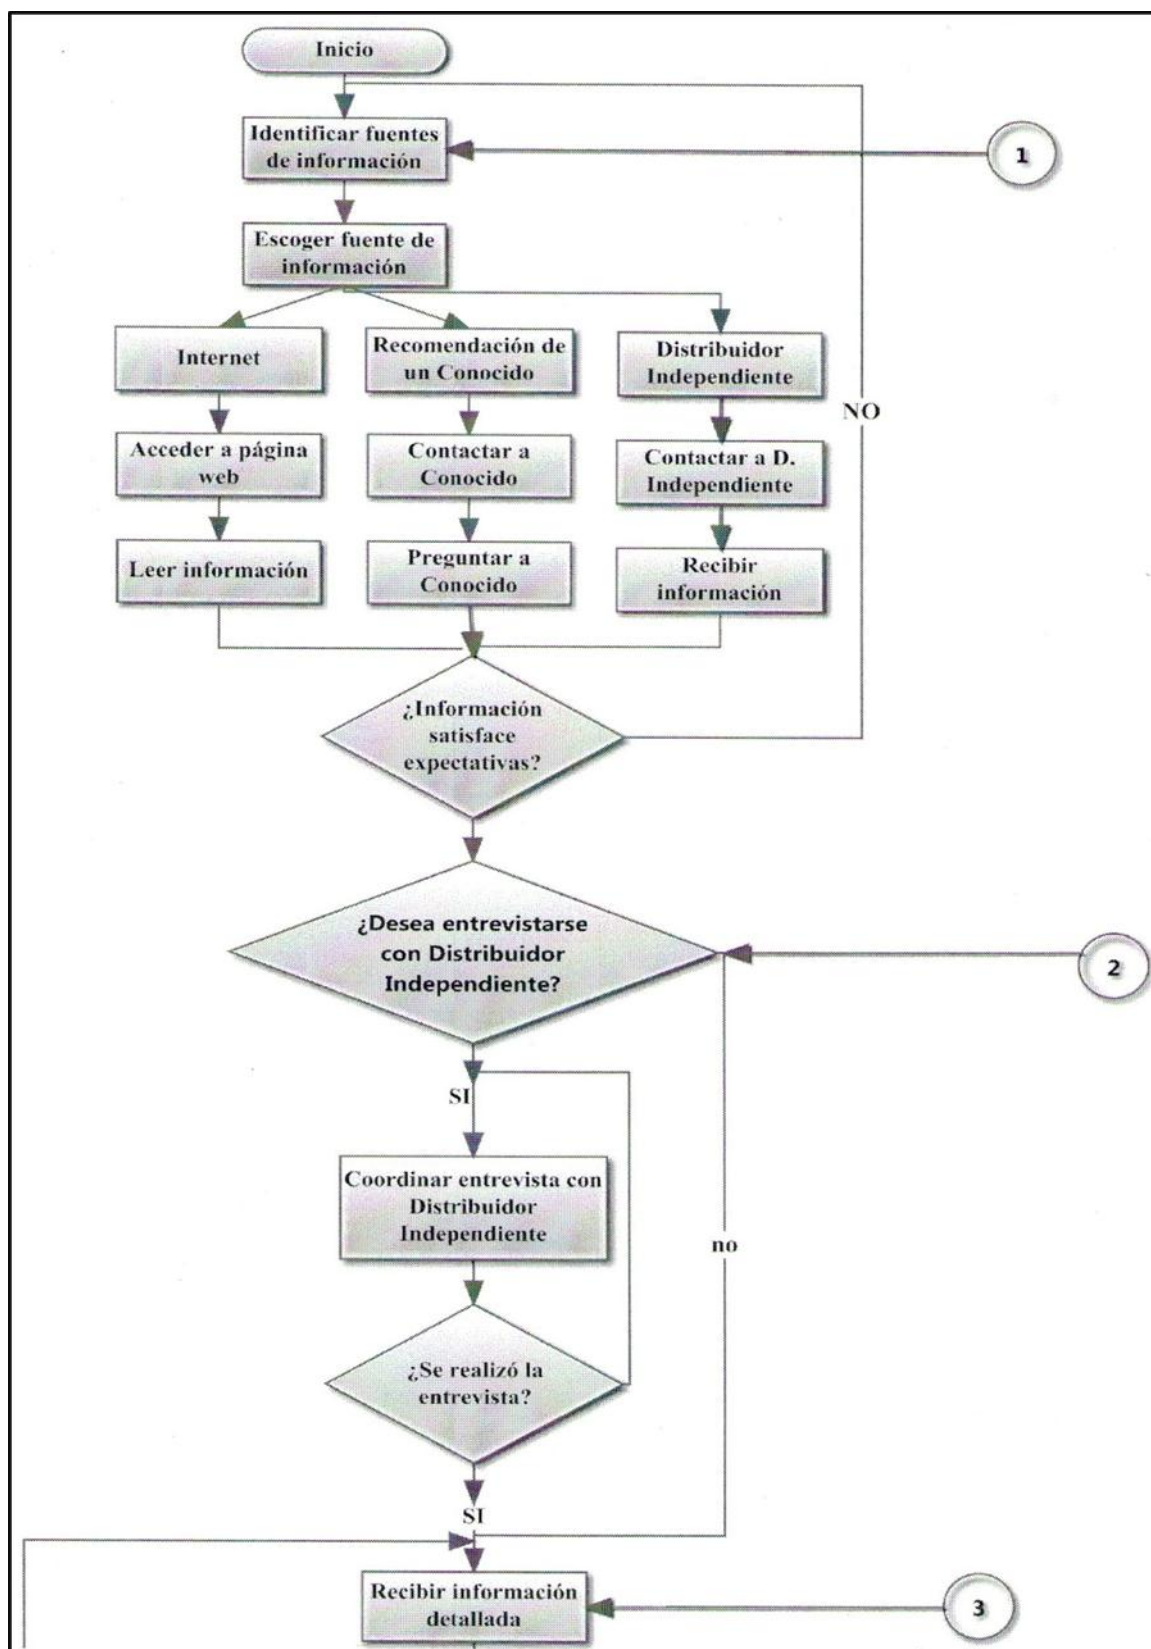 Inicio
Identificar fuentes
de información
1
Escoger fuente de
información
Internet
Recomendación de
un Conocido
Distribuidor
Independiente
NO
Acceder a página
web
Contactar a
Conocido
Contactar a D.
Independiente
Leer información
Preguntar a
Conocido
Recibir
información
¿Información
satisface
expectativas?
¿Desea entrevistarse
con Distribuidor
Independiente?
2
SI
Coordinar entrevista con
Distribuidor
Independiente
no
¿Se realizó la
entrevista?
SI
Recibir información
detallada
3